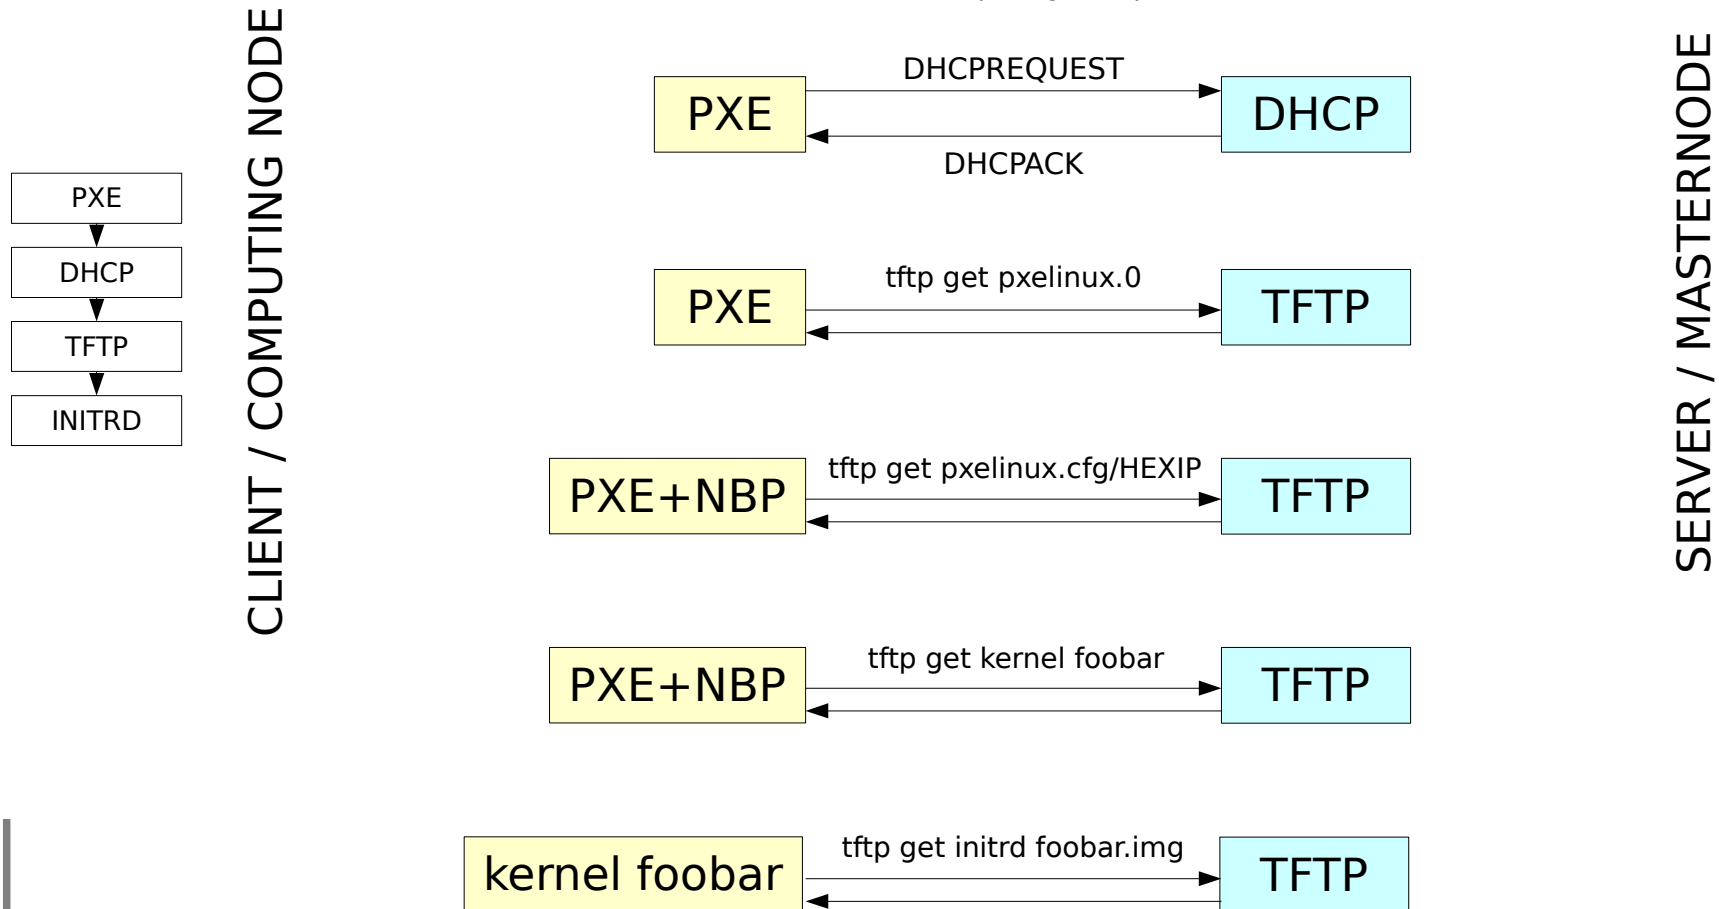 PXE
DHCP
TFTP
INITRD
CLIENT / COMPUTING NODE
DHCPREQUEST
PXE
DHCP
DHCPACK
tftp get pxelinux.0
PXE
TFTP
tftp get pxelinux.cfg/HEXIP
PXE+NBP
TFTP
tftp get kernel foobar
PXE+NBP
TFTP
tftp get initrd foobar.img
kernel foobar
TFTP
SERVER / MASTERNODE